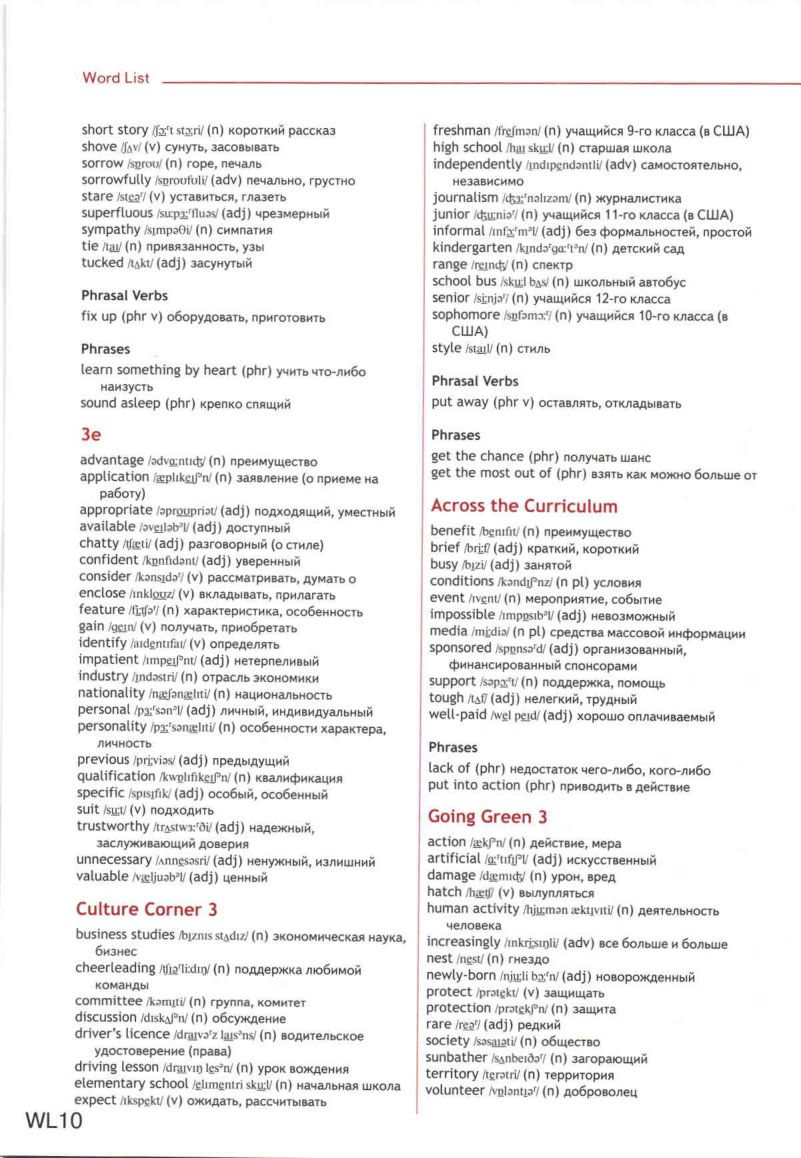 Word List
short story /ʃɔːʳt stɔːri/ (n) короткий рассказ
shove /ʃʌv/ (v) сунуть, засовывать
sorrow /sɒroʊ/ (n) горе, печаль
sorrowfully /sɒroʊfʊli/ (adv) печально, грустно
stare /steəʳ/ (v) уставиться, глазеть
superfluous /suːpɜːʳfluəs/ (adj) чрезмерный
sympathy /sɪmpəθi/ (n) симпатия
tie /taɪ/ (n) привязанность, узы
tucked /tʌkt/ (adj) засунутый
Phrasal Verbs
fix up (phr v) оборудовать, приготовить
Phrases
learn something by heart (phr) учить что-либо
наизусть
sound asleep (phr) крепко спящий
3e
advantage /ədvɑːntɪdʒ/ (n) преимущество
application /æplɪkeɪʃᵊn/ (n) заявление (о приеме на
работу)
appropriate /əproʊpriət/ (adj) подходящий, уместный
available /əveɪləbᵊl/ (adj) доступный
chatty /tʃæti/ (adj) разговорный (о стиле)
confident /kɒnfɪdənt/ (adj) уверенный
consider /kənsɪdəʳ/ (v) рассматривать, думать о
enclose /ɪnkloʊz/ (v) вкладывать, прилагать
feature /fiːtʃəʳ/ (n) характеристика, особенность
gain /geɪn/ (v) получать, приобретать
identify /aɪdentɪfaɪ/ (v) определять
impatient /ɪmpeɪʃᵊnt/ (adj) нетерпеливый
industry /ɪndəstri/ (n) отрасль экономики
nationality /næʃənælɪti/ (n) национальность
personal /pɜːʳsənᵊl/ (adj) личный, индивидуальный
personality /pɜːʳsənælɪti/ (n) особенности характера,
личность
previous /priːviəs/ (adj) предыдущий
qualification /kwɒlɪfɪkeɪʃᵊn/ (n) квалификация
specific /spɪsɪfɪk/ (adj) особый, особенный
suit /suːt/ (v) подходить
trustworthy /trʌstwɜːʳði/ (adj) надежный,
заслуживающий доверия
unnecessary /ʌnnesəsri/ (adj) ненужный, излишний
valuable /væljuəbᵊl/ (adj) ценный
Culture Corner 3
business studies /bɪznɪs stʌdiz/ (n) экономическая наука,
бизнес
cheerleading /tʃɪəʳliːdɪŋ/ (n) поддержка любимой
команды
committee /kəmɪti/ (n) группа, комитет
discussion /dɪskʌʃᵊn/ (n) обсуждение
driver's licence /draɪvəʳz laɪsᵊns/ (n) водительское
удостоверение (права)
driving lesson /draɪvɪŋ lesᵊn/ (n) урок вождения
elementary school /elɪmentri skuːl/ (n) начальная школа
expect /ɪkspekt/ (v) ожидать, рассчитывать
freshman /freʃmən/ (n) учащийся 9-го класса (в США)
high school /haɪ skuːl/ (n) старшая школа
independently /ɪndɪpendəntli/ (adv) самостоятельно,
независимо
journalism /dʒɜːʳnəlɪzəm/ (n) журналистика
junior /dʒuːniəʳ/ (n) учащийся 11-го класса (в США)
informal /ɪnfɔːʳmᵊl/ (adj) без формальностей, простой
kindergarten /kɪndəʳgɑːʳtᵊn/ (n) детский сад
range /reɪndʒ/ (n) спектр
school bus /skuːl bʌs/ (n) школьный автобус
senior /siːnjəʳ/ (n) учащийся 12-го класса
sophomore /sɒfəmɔːʳ/ (n) учащийся 10-го класса (в
США)
style /staɪl/ (n) стиль
Phrasal Verbs
put away (phr v) оставлять, откладывать
Phrases
get the chance (phr) получать шанс
get the most out of (phr) взять как можно больше от
Across the Curriculum
benefit /benɪfɪt/ (n) преимущество
brief /briːf/ (adj) краткий, короткий
busy /bɪzi/ (adj) занятой
conditions /kəndɪʃᵊnz/ (n pl) условия
event /ɪvent/ (n) мероприятие, событие
impossible /ɪmpɒsɪbᵊl/ (adj) невозможный
media /miːdiə/ (n pl) средства массовой информации
sponsored /spɒnsəʳd/ (adj) организованный,
финансированный спонсорами
support /səpɔːʳt/ (n) поддержка, помощь
tough /tʌf/ (adj) нелегкий, трудный
well-paid /wel peɪd/ (adj) хорошо оплачиваемый
Phrases
lack of (phr) недостаток чего-либо, кого-либо
put into action (phr) приводить в действие
Going Green 3
action /ækʃᵊn/ (n) действие, мера
artificial /ɑːʳtɪfɪʃᵊl/ (adj) искусственный
damage /dæmɪdʒ/ (n) урон, вред
hatch /hætʃ/ (v) вылупляться
human activity /hjuːmən æktɪvɪti/ (n) деятельность
человека
increasingly /ɪnkriːsɪŋli/ (adv) все больше и больше
nest /nest/ (n) гнездо
newly-born /njuːli bɔːʳn/ (adj) новорожденный
protect /prətekt/ (v) защищать
protection /prətekʃᵊn/ (n) защита
rare /reəʳ/ (adj) редкий
society /səsaɪəti/ (n) общество
sunbather /sʌnbeɪðəʳ/ (n) загорающий
territory /terətri/ (n) территория
volunteer /vɒləntɪəʳ/ (n) доброволец
WL10